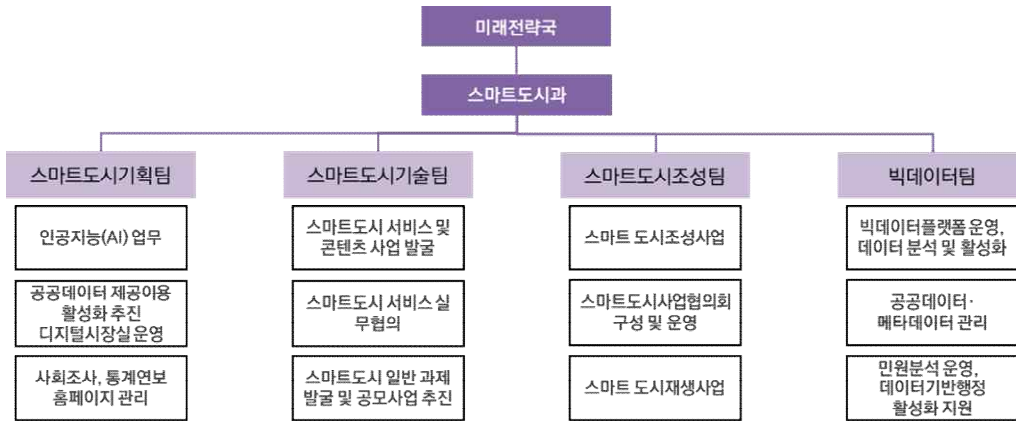 미래전략국
스마트도시과
스마트도시기획팀
인공지능(AI) 업무
공공데이터 제공이용
활성화 추진
디지털시장실 운영
사회조사, 통계연보
홈페이지 관리
스마트도시기술팀
스마트도시 서비스 및
콘텐츠 사업 발굴
스마트도시 서비스 실
무협의
스마트도시 일반 과제
발굴 및 공모사업 추진
스마트도시조성팀
스마트 도시조성사업
스마트도시사업협의회
구성 및 운영
스마트 도시재생사업
빅데이터팀
빅데이터플랫폼 운영,
데이터 분석 및 활성화
공공데이터·
메타데이터 관리
민원분석 운영,
데이터기반행정
활성화 지원